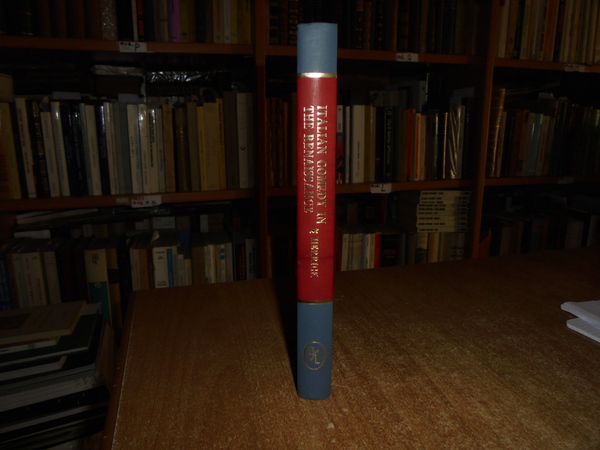 ITALIAN COMEDY IN
THE RENAISSANCE
HERRICK